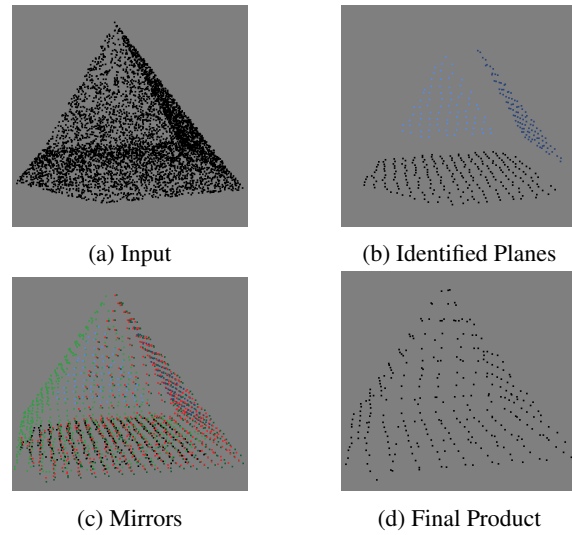 (a) Input
(b) Identified Planes
(c) Mirrors
(d) Final Product